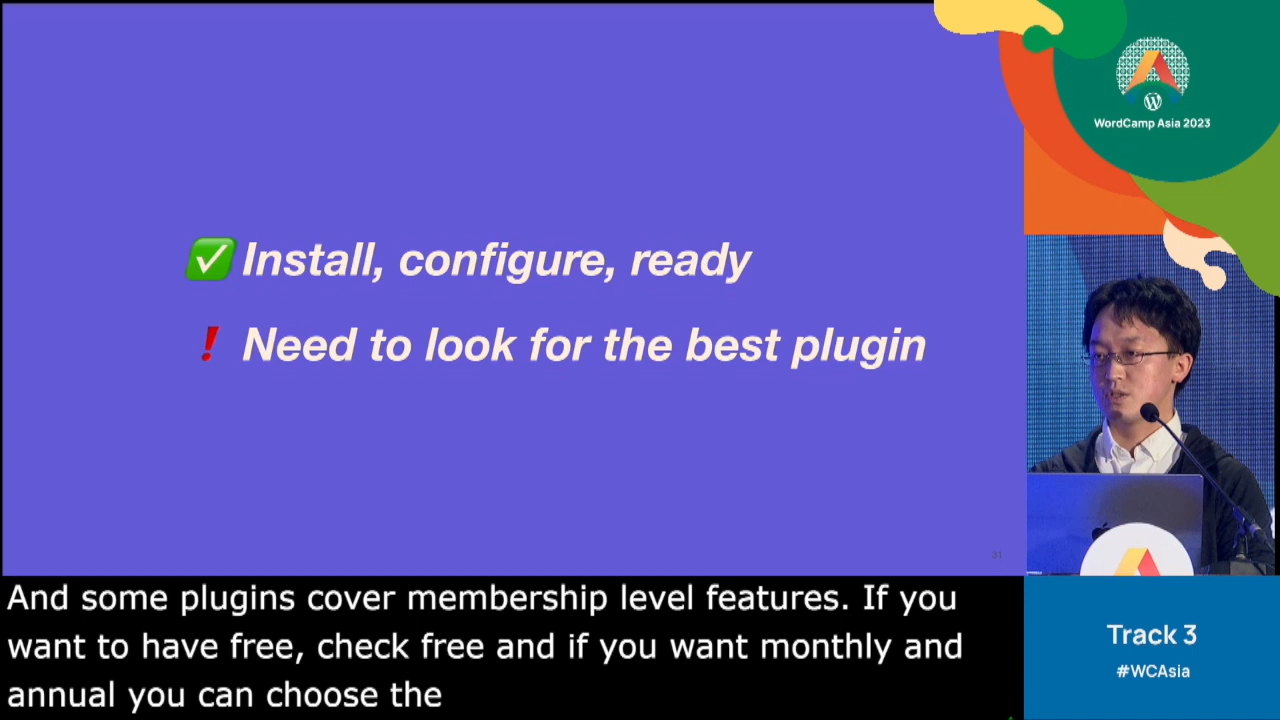 WordCamp Asia 2023
✅ Install, configure, ready
❗ Need to look for the best plugin
31
And some plugins cover membership level features. If you
want to have free, check free and if you want monthly and
annual you can choose the
Track 3
#WCAsia